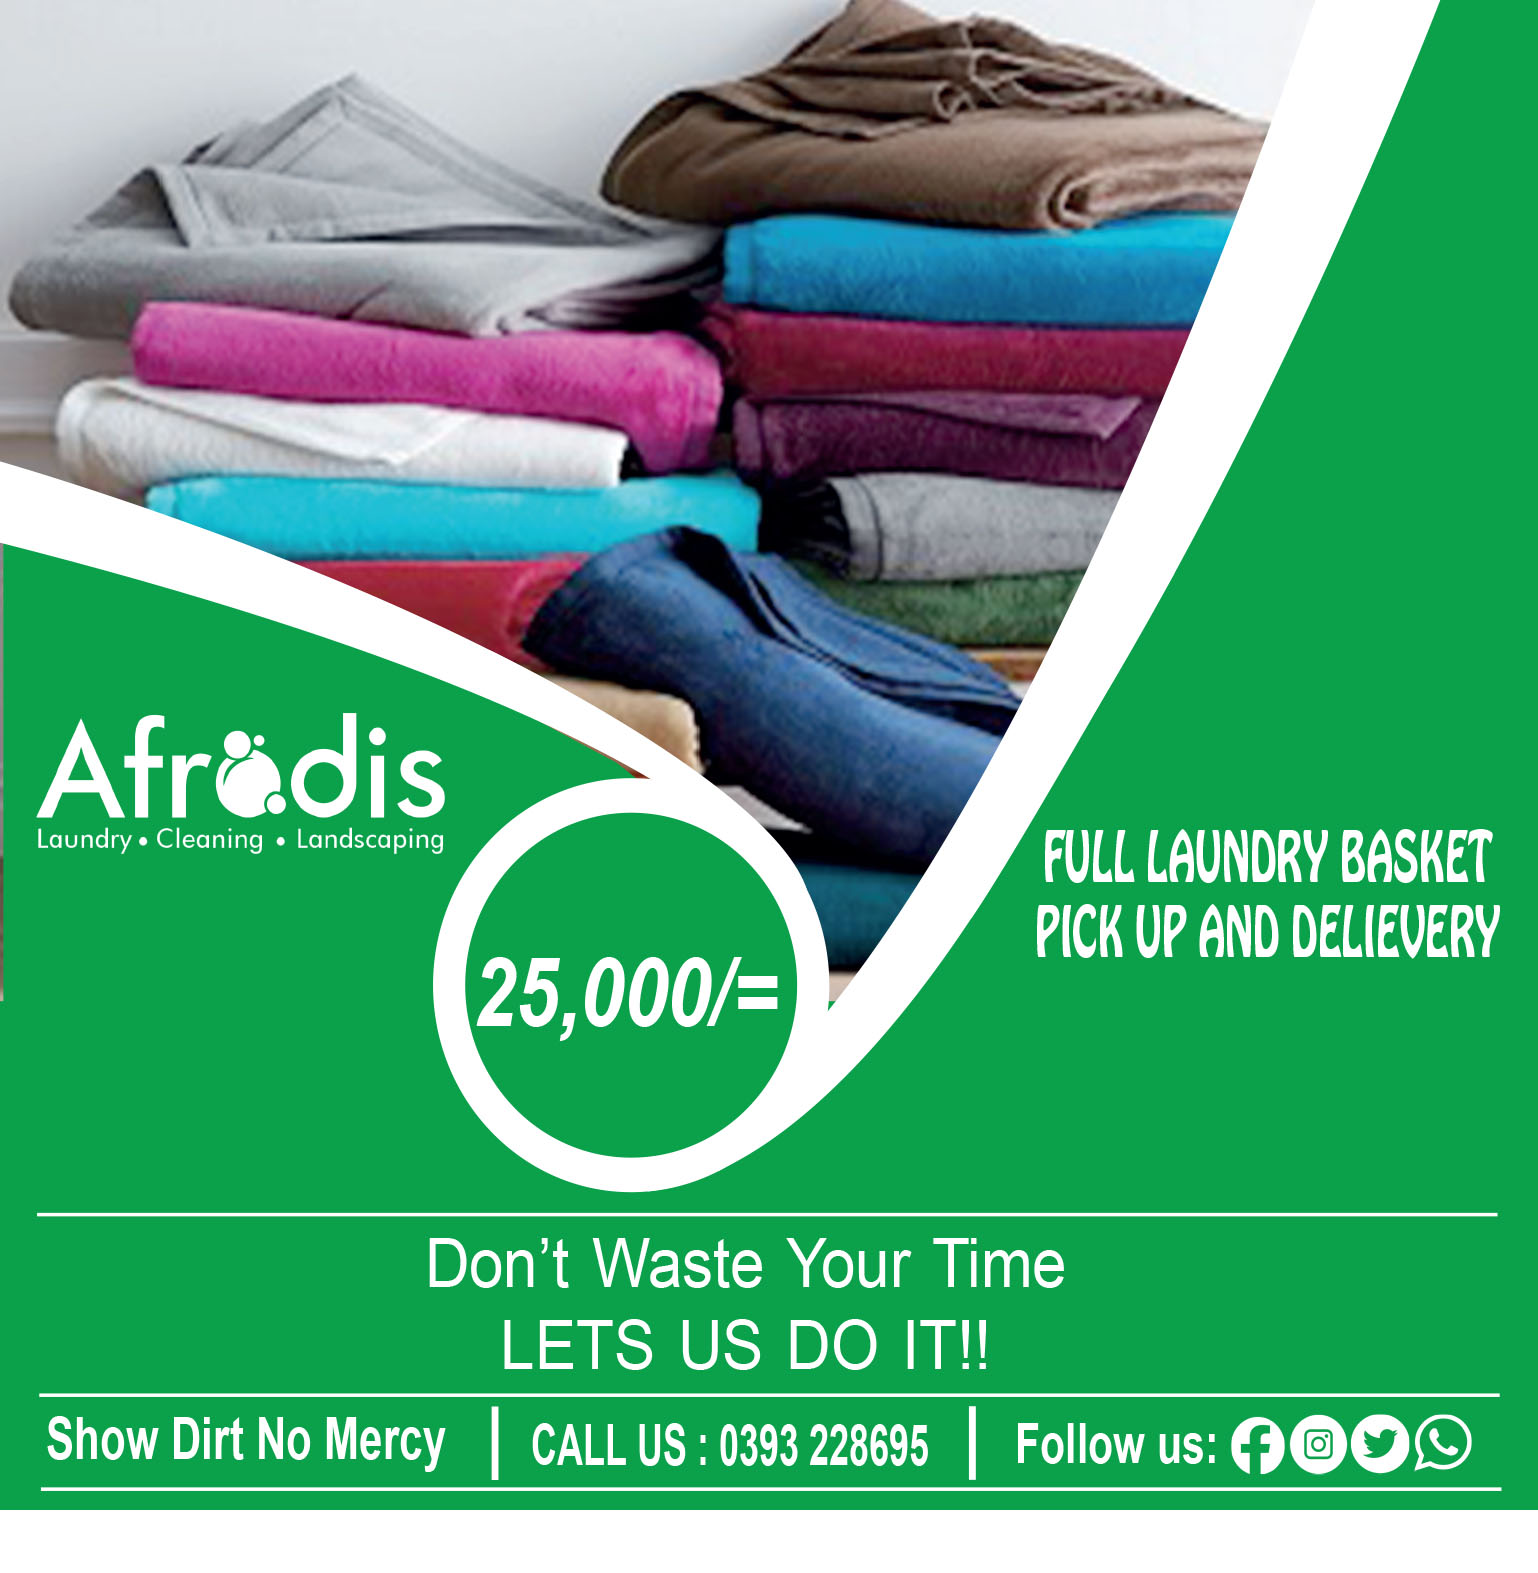 Afrodis
Laundry • Cleaning • Landscaping
FULL LAUNDRY BASKET
PICK UP AND DELIEVERY
25,000/=
Don’t Waste Your Time
LETS US DO IT!!
Show Dirt No Mercy
CALL US : 0393 228695
Follow us: